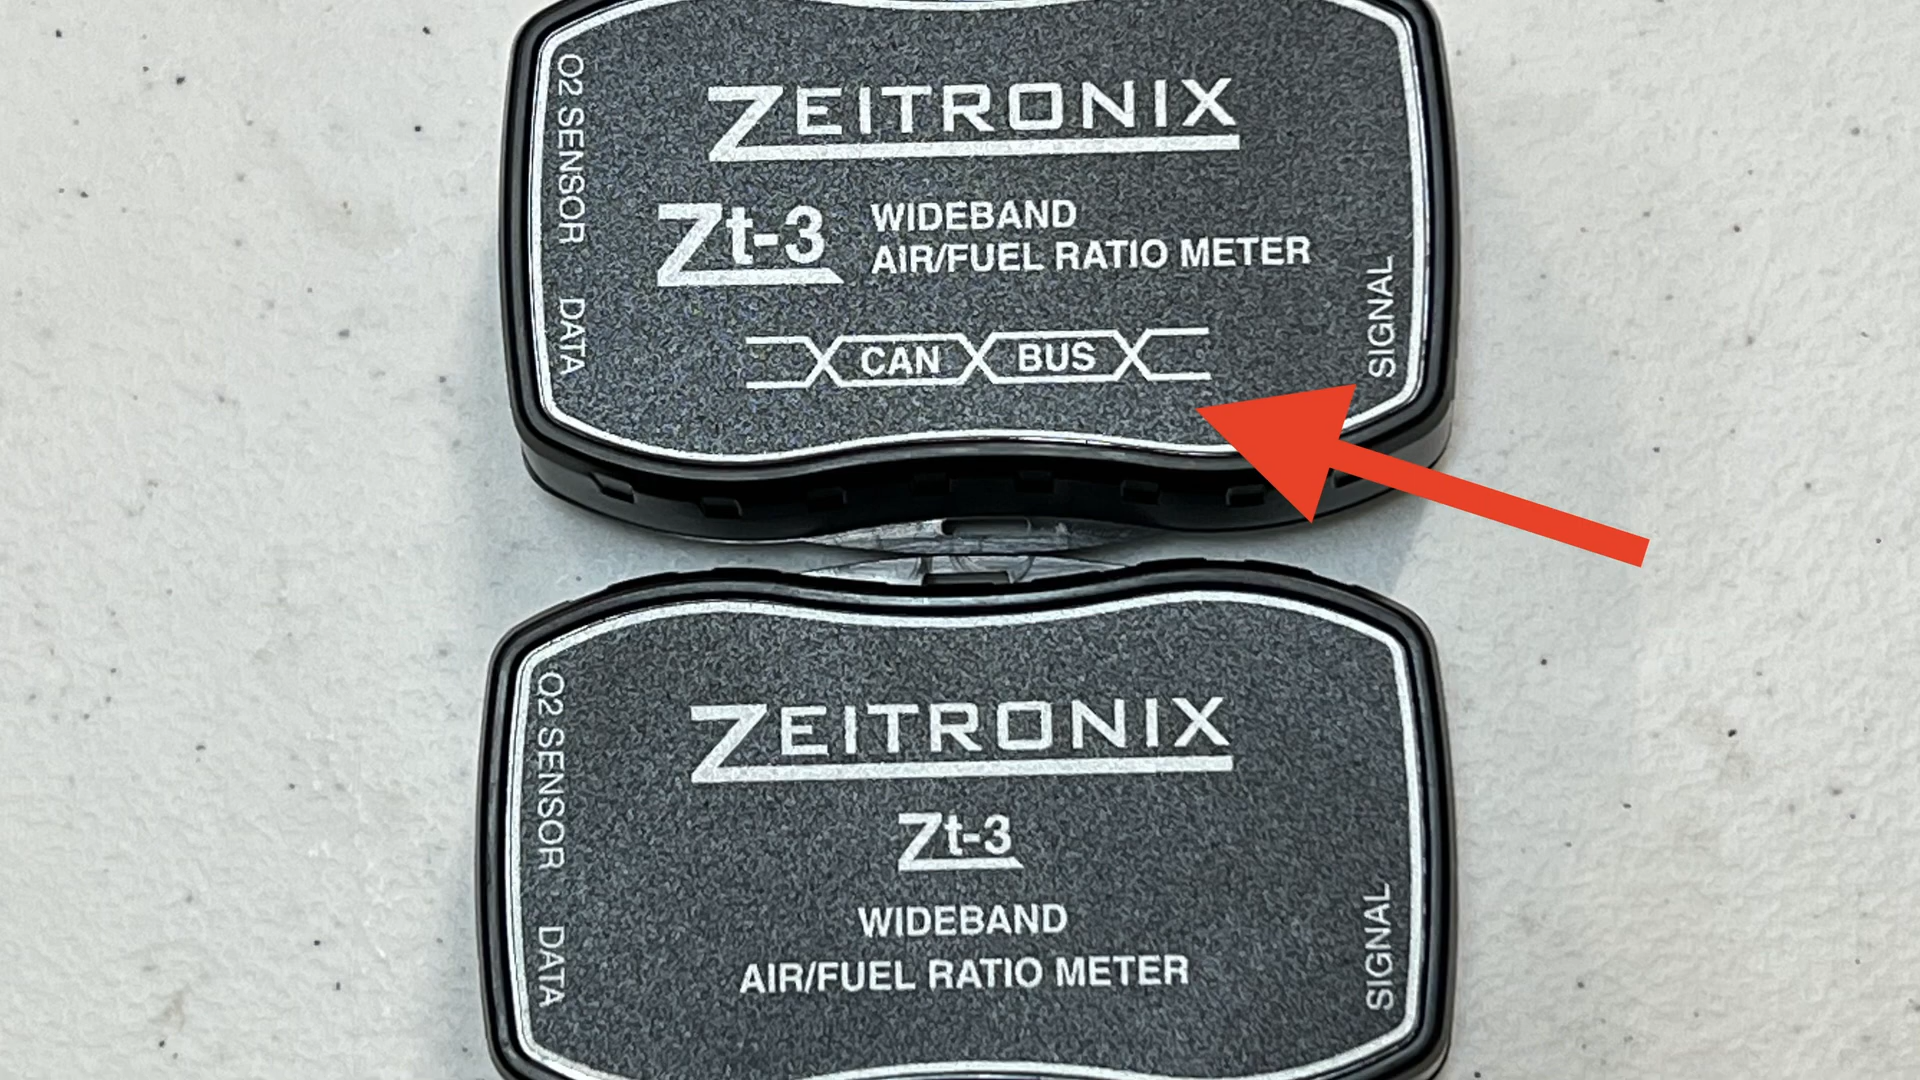 ZEITRONIX
Zt-3
WIDEBAND
AIR/FUEL RATIO METER
CAN BUS
O2 SENSOR
DATA
SIGNAL
ZEITRONIX
Zt-3
WIDEBAND
AIR/FUEL RATIO METER
O2 SENSOR
DATA
SIGNAL